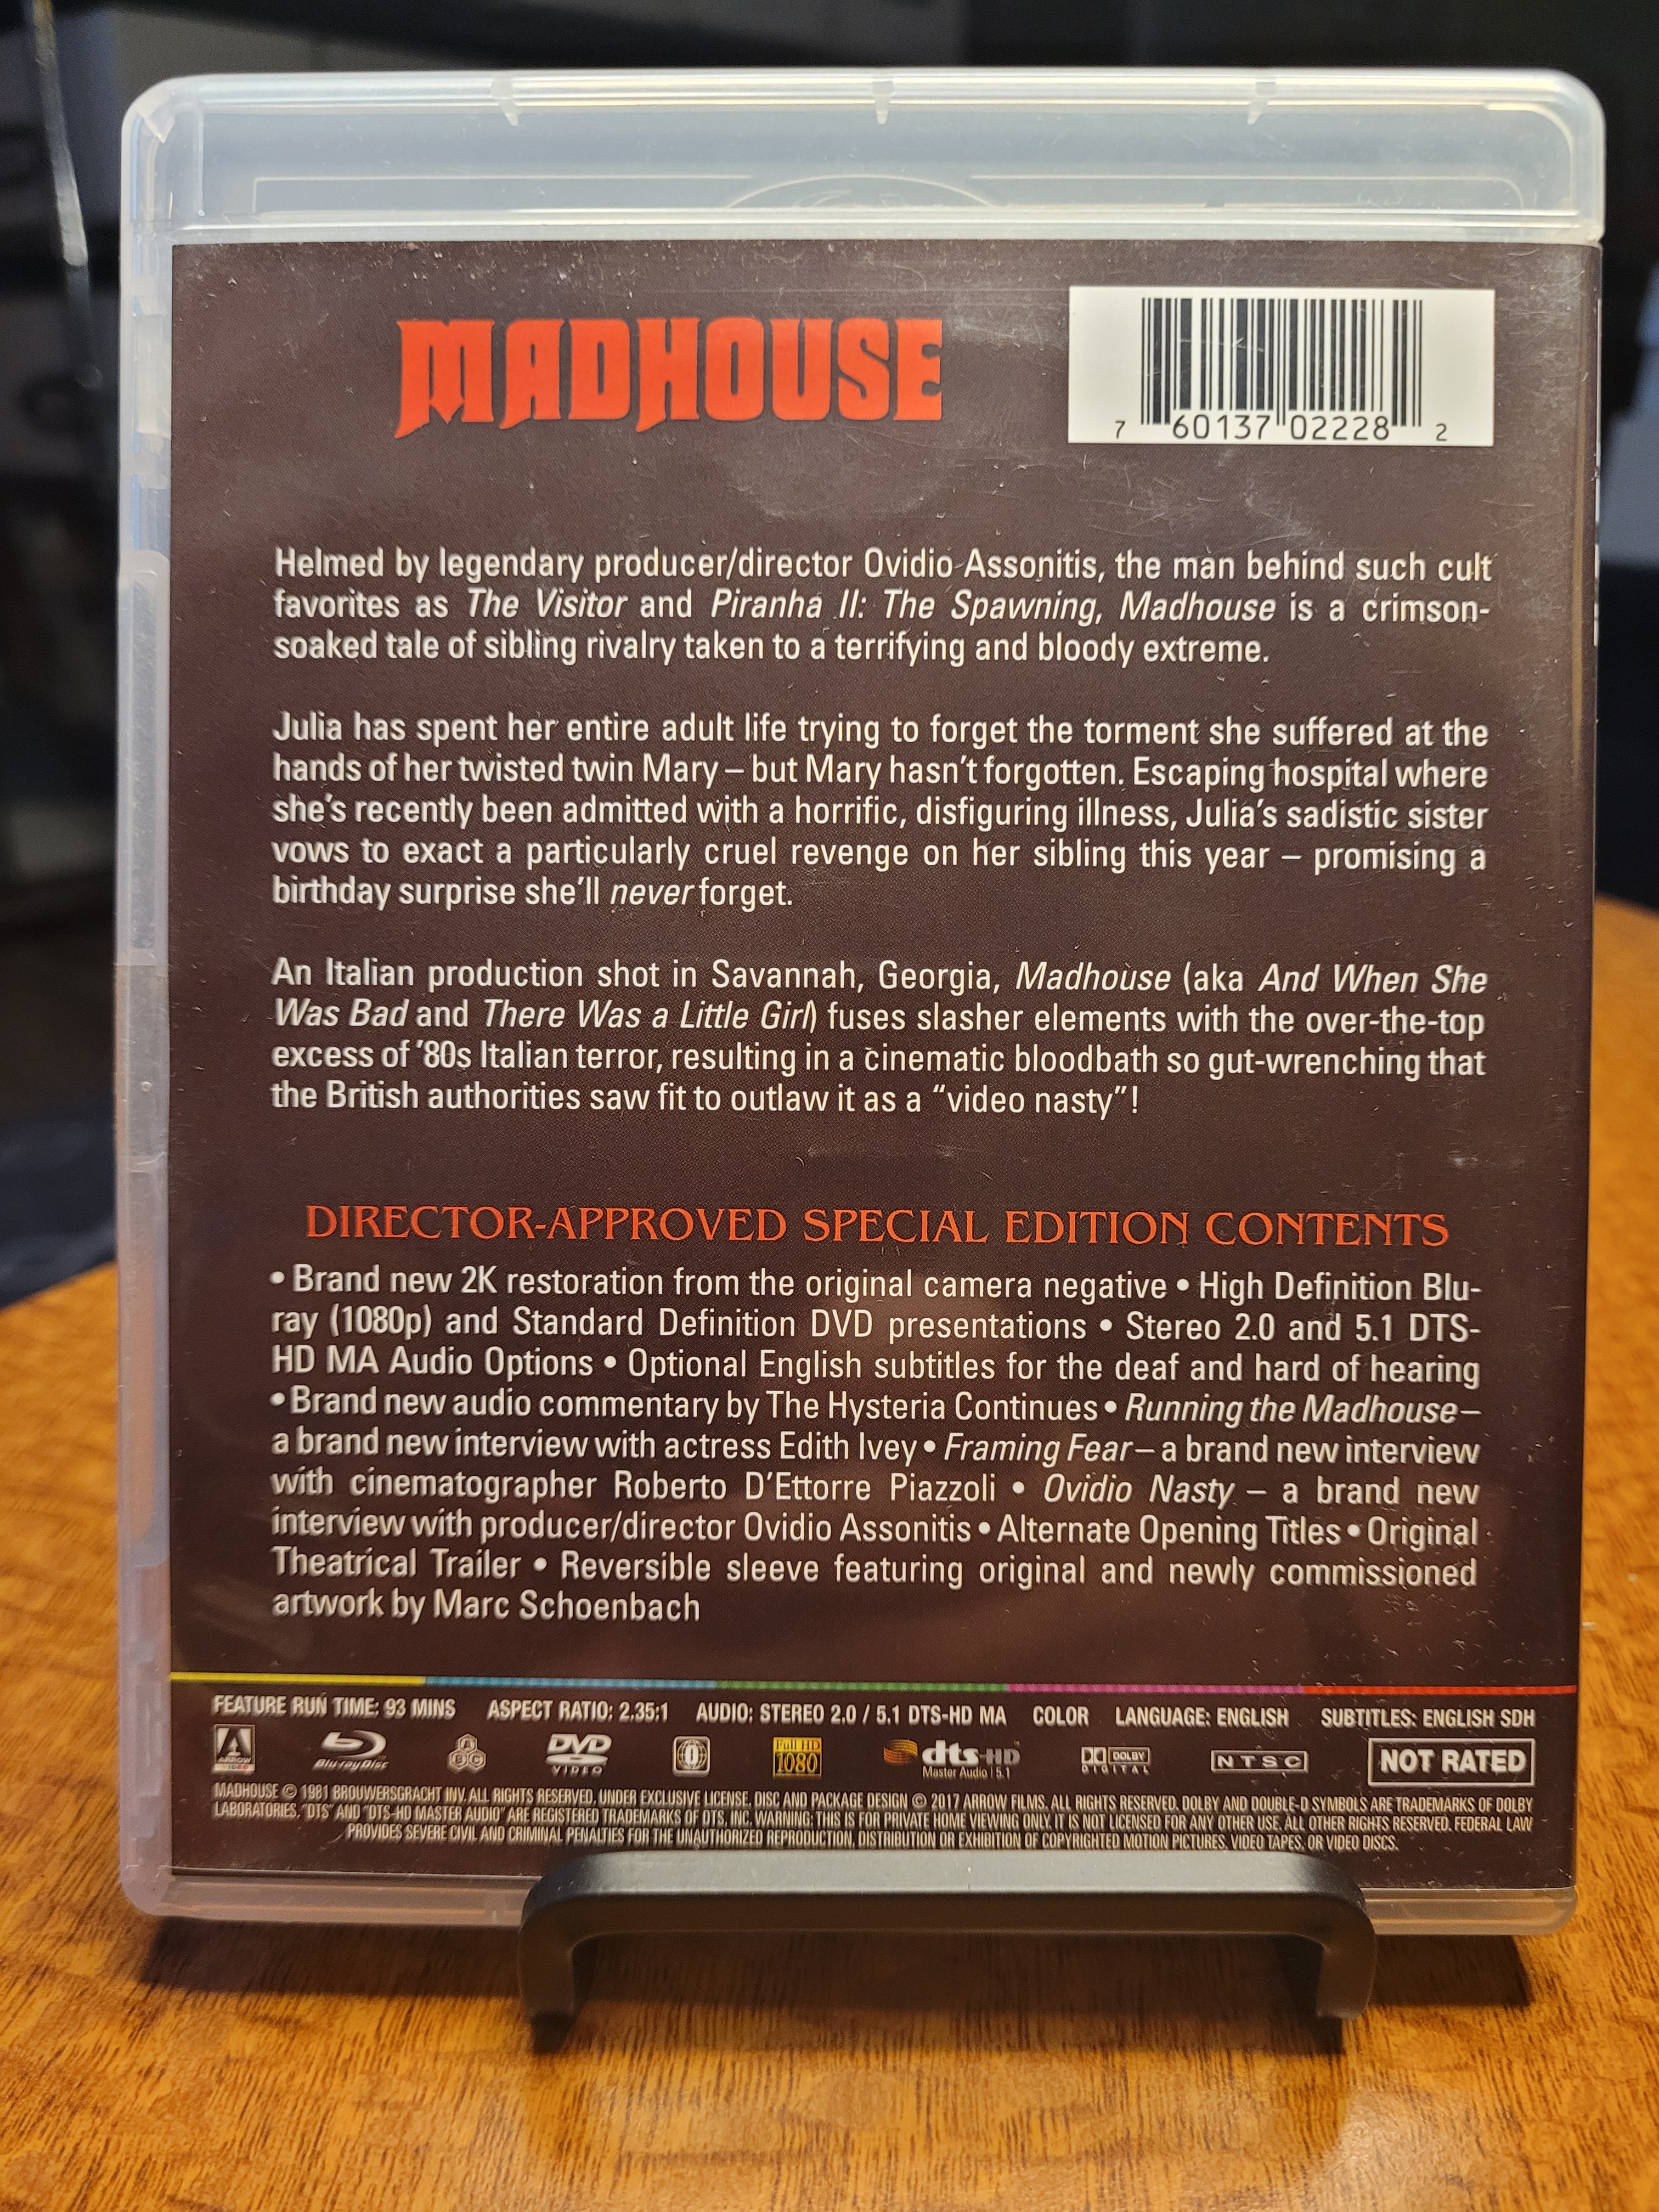 MADHOUSE
7 60137 02228 2
Helmed by legendary producer/director Ovidio Assonitis, the man behind such cult
favorites as The Visitor and Piranha II: The Spawning, Madhouse is a crimson-
soaked tale of sibling rivalry taken to a terrifying and bloody extreme.
Julia has spent her entire adult life trying to forget the torment she suffered at the
hands of her twisted twin Mary – but Mary hasn't forgotten. Escaping hospital where
she's recently been admitted with a horrific, disfiguring illness, Julia's sadistic sister
vows to exact a particularly cruel revenge on her sibling this year – promising a
birthday surprise she'll never forget.
An Italian production shot in Savannah, Georgia, Madhouse (aka And When She
Was Bad and There Was a Little Girl) fuses slasher elements with the over-the-top
excess of '80s Italian terror, resulting in a cinematic bloodbath so gut-wrenching that
the British authorities saw fit to outlaw it as a “video nasty”!
DIRECTOR-APPROVED SPECIAL EDITION CONTENTS
• Brand new 2K restoration from the original camera negative • High Definition Blu-
ray (1080p) and Standard Definition DVD presentations • Stereo 2.0 and 5.1 DTS-
HD MA Audio Options • Optional English subtitles for the deaf and hard of hearing
• Brand new audio commentary by The Hysteria Continues • Running the Madhouse –
a brand new interview with actress Edith Ivey • Framing Fear – a brand new interview
with cinematographer Roberto D'Ettorre Piazzoli • Ovidio Nasty – a brand new
interview with producer/director Ovidio Assonitis • Alternate Opening Titles • Original
Theatrical Trailer • Reversible sleeve featuring original and newly commissioned
artwork by Marc Schoenbach
FEATURE RUN TIME: 93 MINS ASPECT RATIO: 2.35:1 AUDIO: STEREO 2.0 / 5.1 DTS-HD MA COLOR LANGUAGE: ENGLISH SUBTITLES: ENGLISH SDH
ARROW VIDEO Blu-ray Disc A B C DVD VIDEO 0 Full HD 1080 dts-HD Master Audio | 5.1 DOLBY DIGITAL NTSC NOT RATED
MADHOUSE © 1981 BROUWERSGRACHT INV. ALL RIGHTS RESERVED. UNDER EXCLUSIVE LICENSE. DISC AND PACKAGE DESIGN © 2017 ARROW FILMS. ALL RIGHTS RESERVED. DOLBY AND DOUBLE-D SYMBOLS ARE TRADEMARKS OF DOLBY
LABORATORIES. “DTS” AND “DTS-HD MASTER AUDIO” ARE REGISTERED TRADEMARKS OF DTS, INC. WARNING: THIS IS FOR PRIVATE HOME VIEWING ONLY. IT IS NOT LICENSED FOR ANY OTHER USE. ALL OTHER RIGHTS RESERVED. FEDERAL LAW
PROVIDES SEVERE CIVIL AND CRIMINAL PENALTIES FOR THE UNAUTHORIZED REPRODUCTION, DISTRIBUTION OR EXHIBITION OF COPYRIGHTED MOTION PICTURES, VIDEO TAPES, OR VIDEO DISCS.